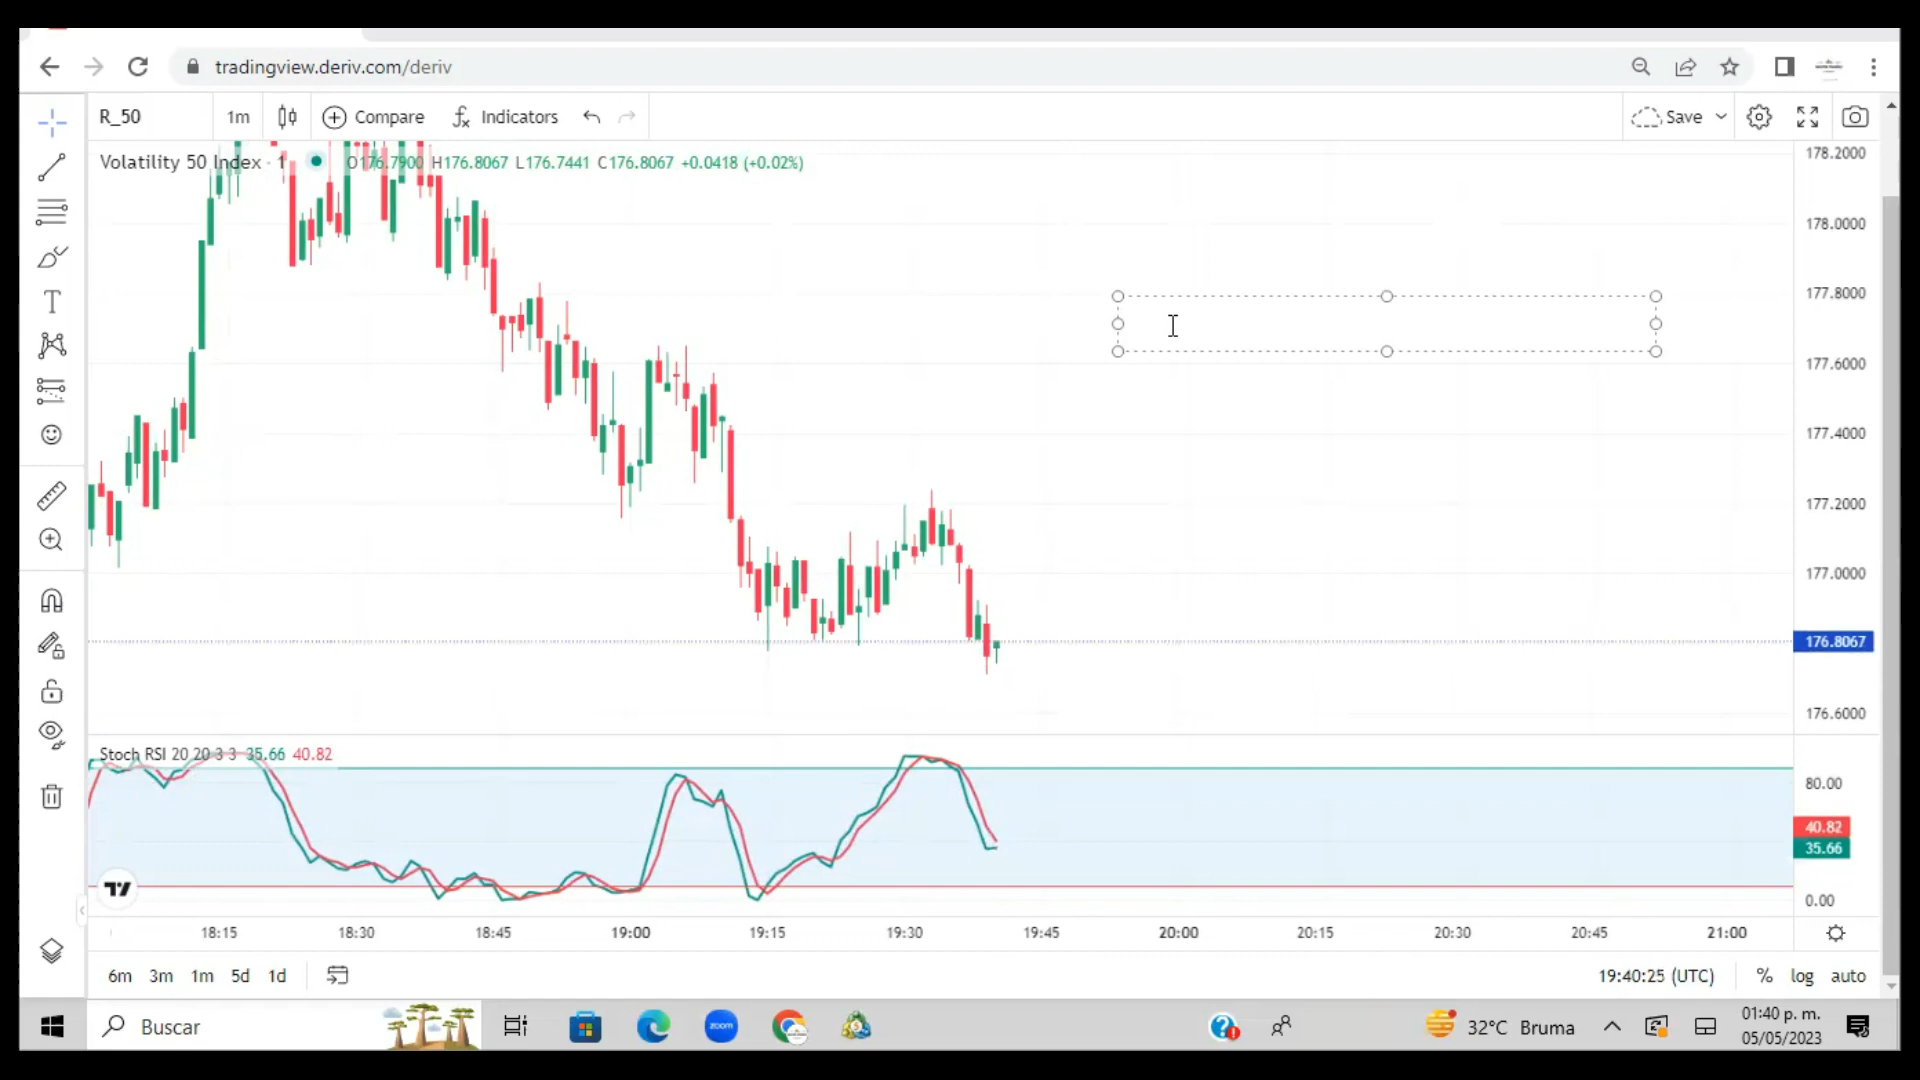 tradingview.deriv.com/deriv
R_50 1m Compare Indicators Save
Volatility 50 Index · 1 O176.7900 H176.8067 L176.7441 C176.8067 +0.0418 (+0.02%)
178.2000
178.0000
177.8000
177.6000
177.4000
177.2000
177.0000
176.8067
176.6000
Stoch RSI 20 20 3 3 35.66 40.82
80.00
40.82
35.66
0.00
18:15 18:30 18:45 19:00 19:15 19:30 19:45 20:00 20:15 20:30 20:45 21:00
6m 3m 1m 5d 1d 19:40:25 (UTC) % log auto
Buscar zoom 32°C Bruma 01:40 p. m.
05/05/2023